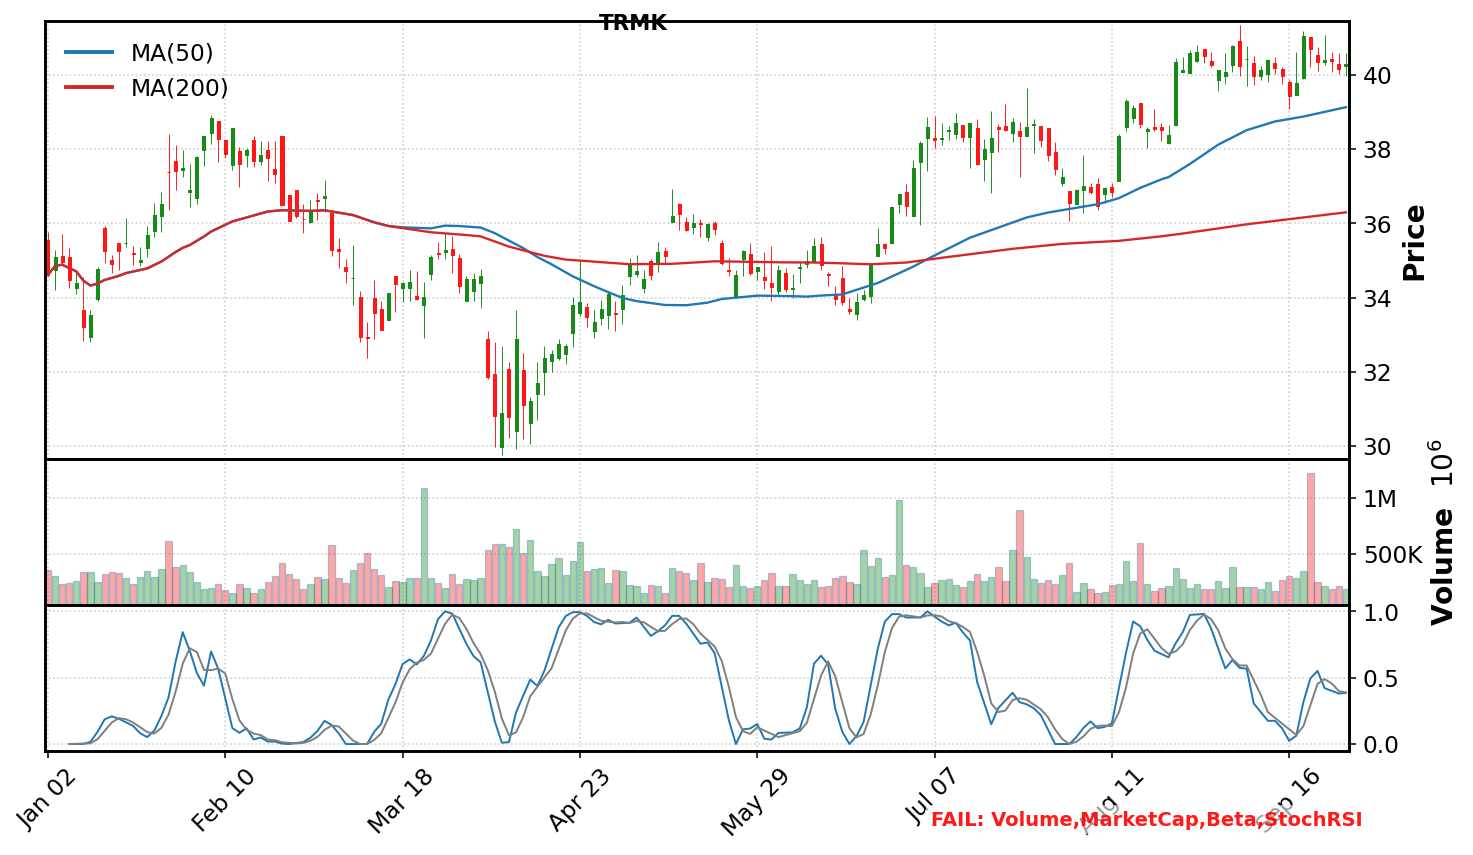 TRMK
MA(50)
MA(200)
40
38
36
34
32
30
Price
1M
500K
Volume 10^6
1.0
0.5
0.0
Jan 02
Feb 10
Mar 18
Apr 23
May 29
Jul 07
Aug 11
Sep 16
FAIL: Volume,MarketCap,Beta,StochRSI